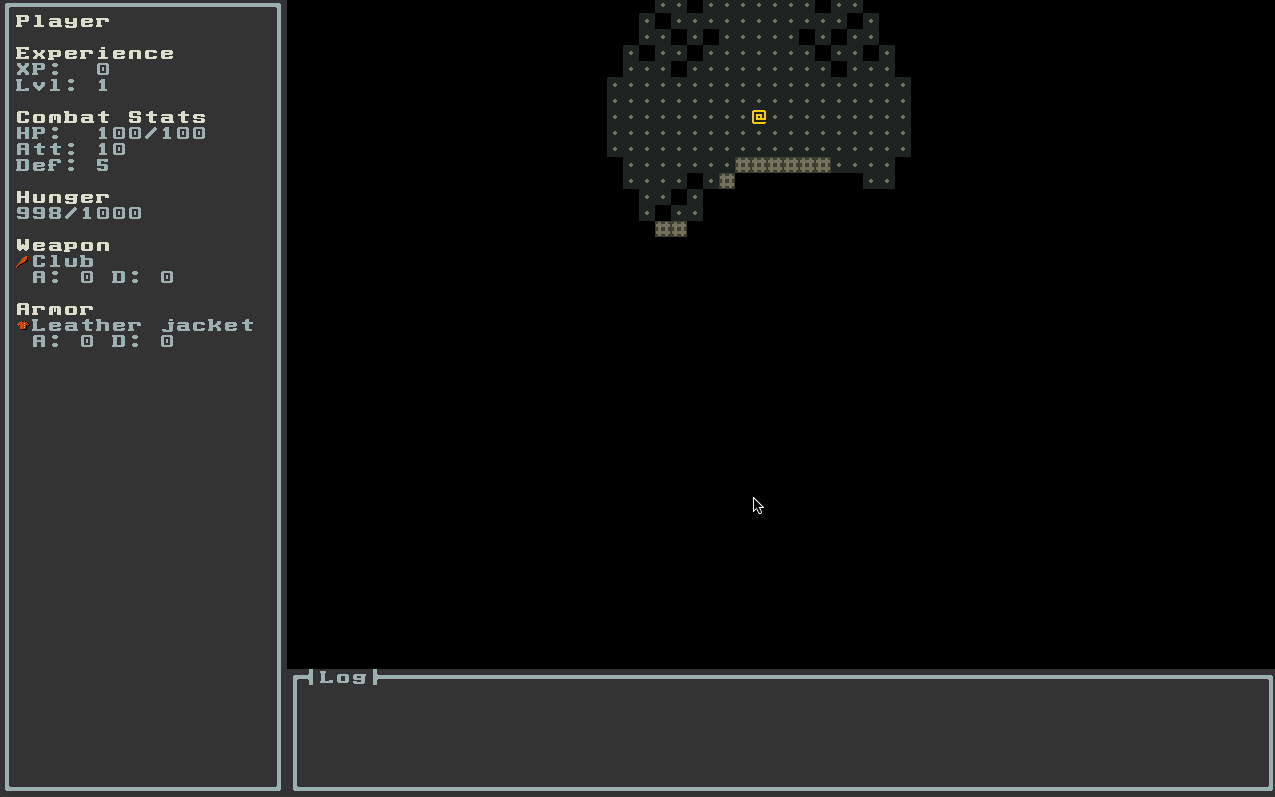 Player
Experience
XP: 0
Lvl: 1
Combat Stats
HP: 100/100
Att: 10
Def: 5
Hunger
998/1000
Weapon
Club
A: 0 D: 0
Armor
Leather jacket
A: 0 D: 0
@
Log